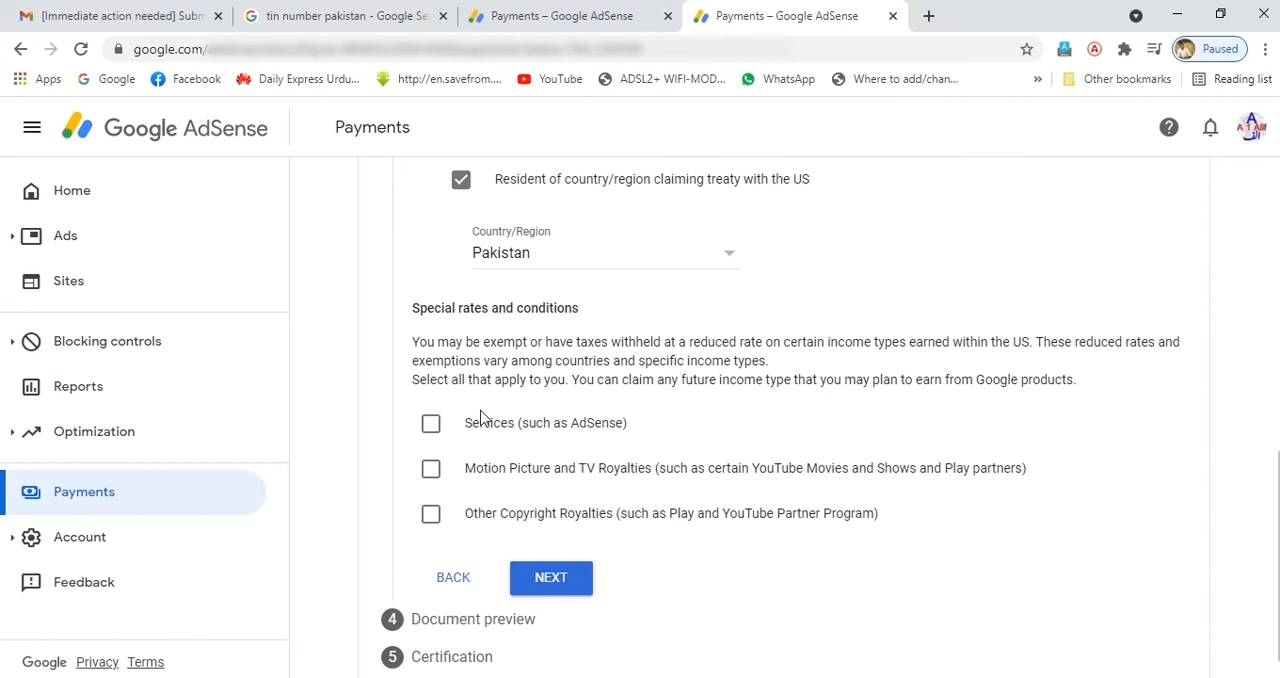 [Immediate action needed] Subm
tin number pakistan - Google Se
Payments – Google AdSense
Payments – Google AdSense
google.com/
Paused
Apps
Google
Facebook
Daily Express Urdu...
http://en.savefrom....
YouTube
ADSL2+ WIFI-MOD...
WhatsApp
Where to add/chan...
»
Other bookmarks
Reading list
Google AdSense
Payments
Home
Ads
Sites
Blocking controls
Reports
Optimization
Payments
Account
Feedback
Google Privacy Terms
Resident of country/region claiming treaty with the US
Country/Region
Pakistan
Special rates and conditions
You may be exempt or have taxes withheld at a reduced rate on certain income types earned within the US. These reduced rates and
exemptions vary among countries and specific income types.
Select all that apply to you. You can claim any future income type that you may plan to earn from Google products.
Services (such as AdSense)
Motion Picture and TV Royalties (such as certain YouTube Movies and Shows and Play partners)
Other Copyright Royalties (such as Play and YouTube Partner Program)
BACK
NEXT
4 Document preview
5 Certification